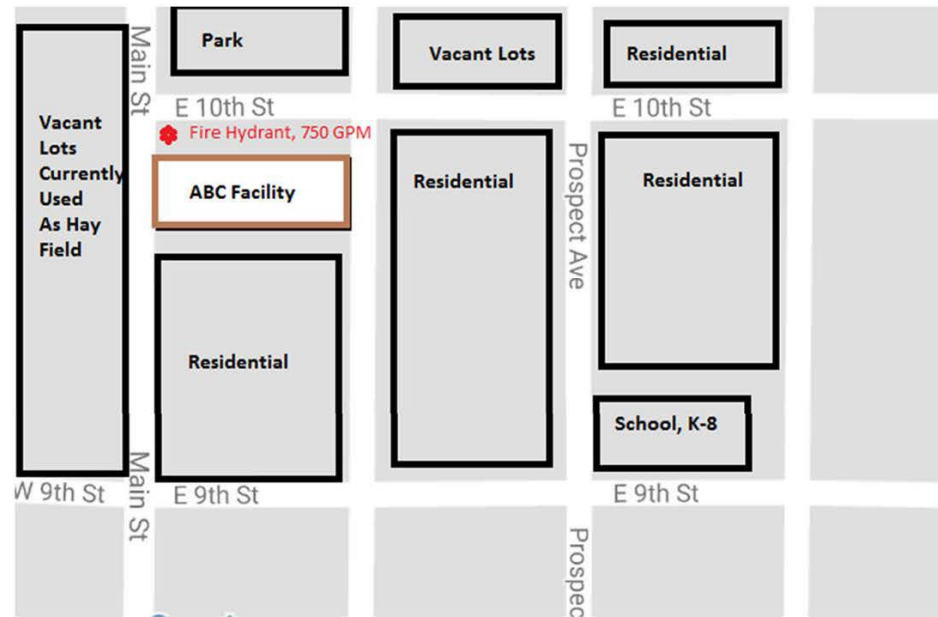 Park
Vacant Lots
Residential
Main St
E 10th St
E 10th St
Vacant
Lots
Currently
Used
As Hay
Field
Fire Hydrant, 750 GPM
ABC Facility
Residential
Prospect Ave
Residential
Residential
School, K-8
Main St
W 9th St
E 9th St
E 9th St
Prospec